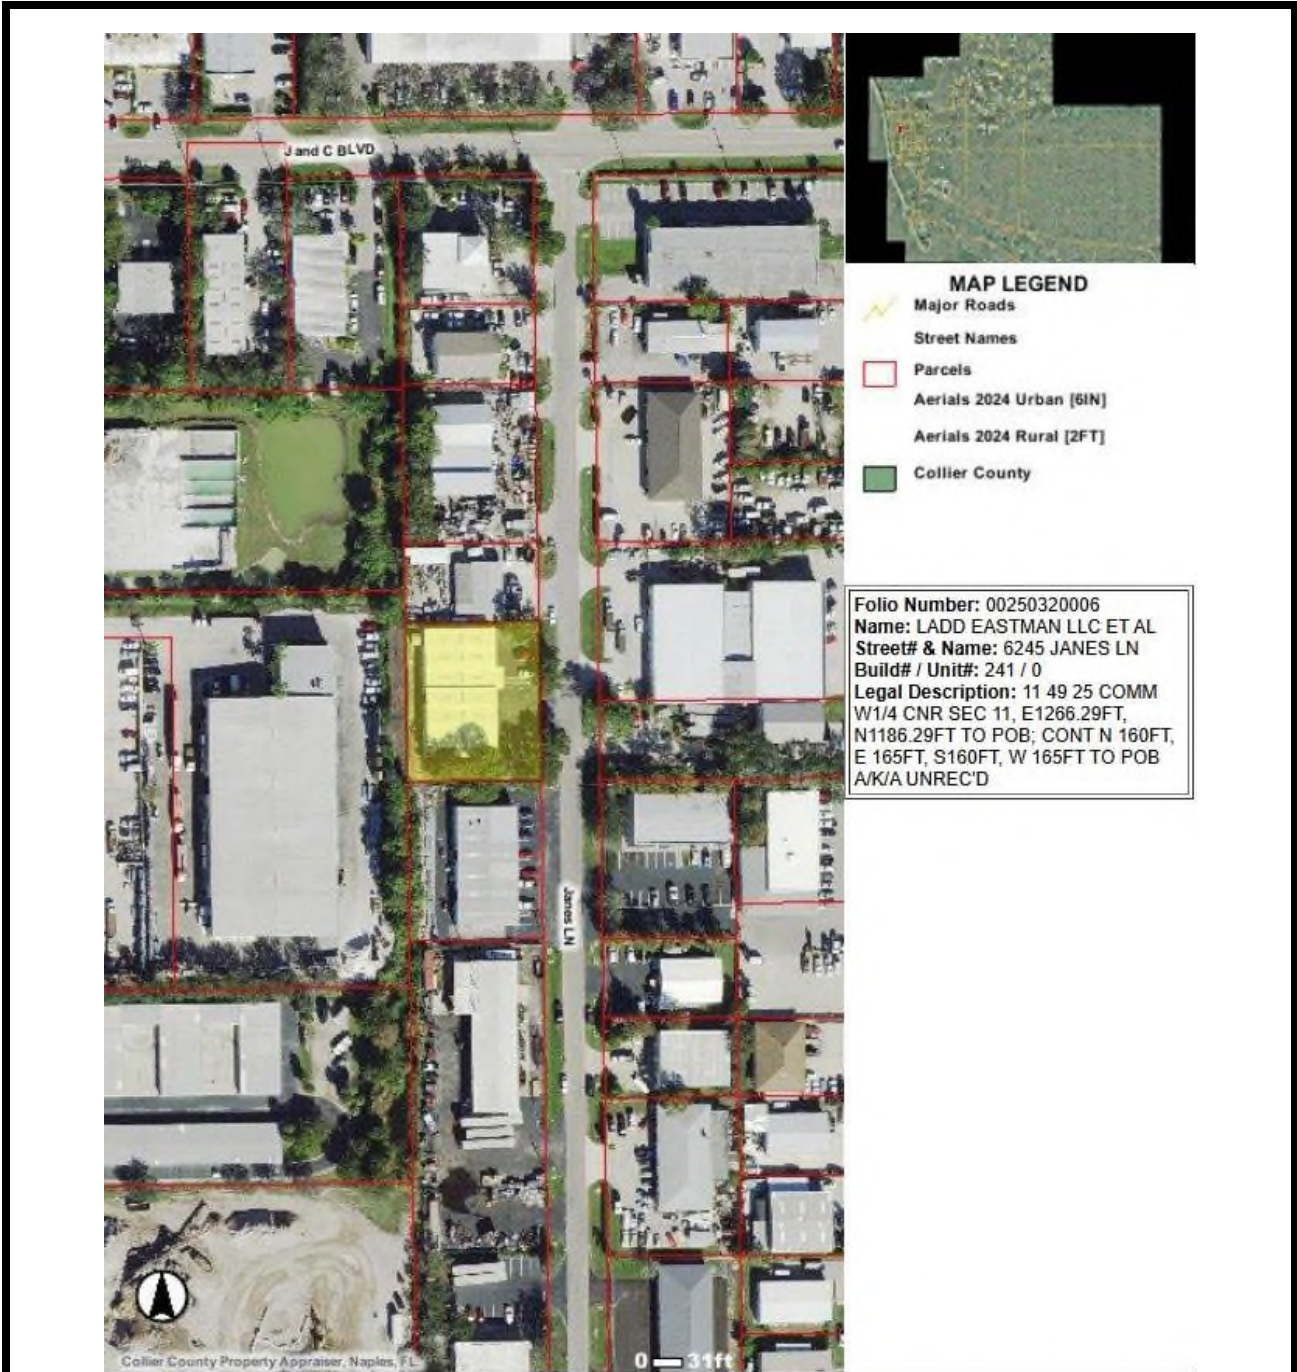 J and C BLVD
MAP LEGEND
Major Roads
Street Names
Parcels
Aerials 2024 Urban [6IN]
Aerials 2024 Rural [2FT]
Collier County
Folio Number: 00250320006
Name: LADD EASTMAN LLC ET AL
Street# & Name: 6245 JANES LN
Build# / Unit#: 241 / 0
Legal Description: 11 49 25 COMM
W1/4 CNR SEC 11, E1266.29FT,
N1186.29FT TO POB; CONT N 160FT,
E 165FT, S160FT, W 165FT TO POB
A/K/A UNREC'D
Janes LN
0 31ft
Collier County Property Appraiser, Naples, FL